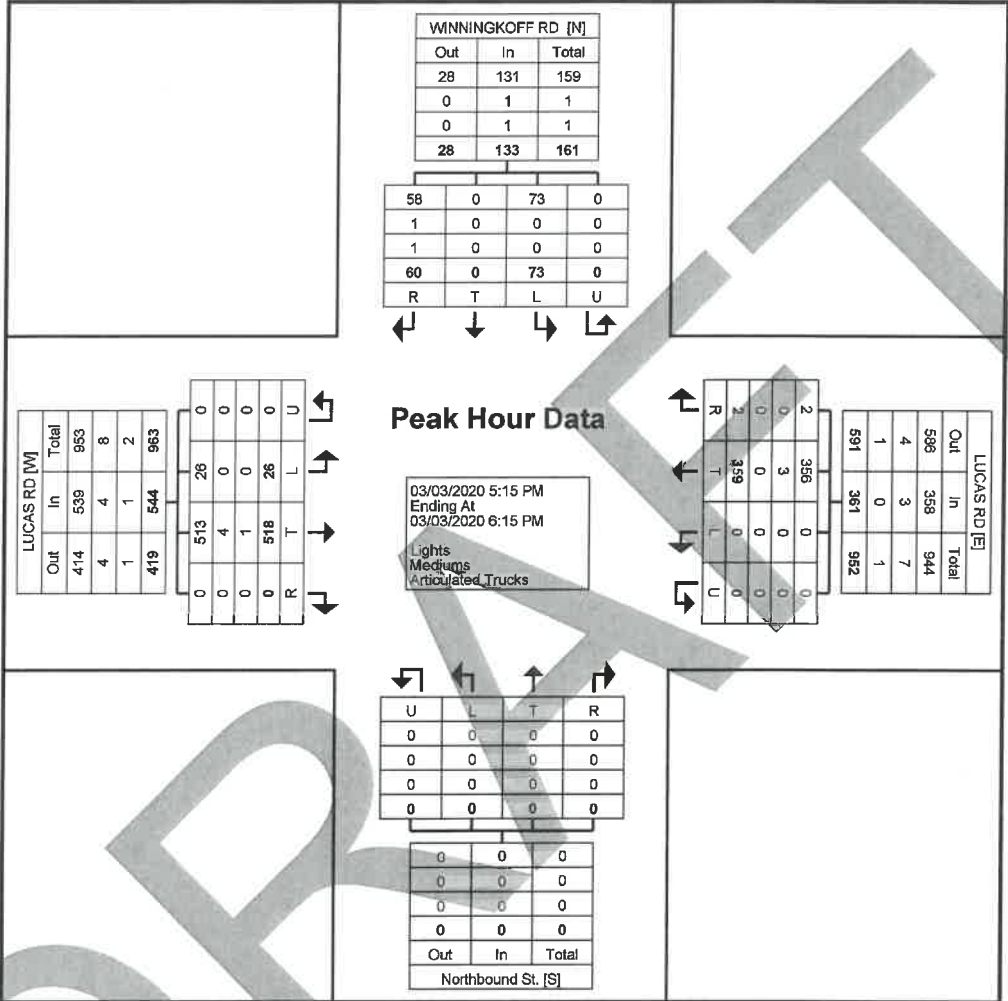 WINNINGKOFF RD [N]
Out In Total
28 131 159
0 1 1
0 1 1
28 133 161
58 0 73 0
1 0 0 0
1 0 0 0
60 0 73 0
R T L U
LUCAS RD [W]
Out In Total
414 539 953
4 4 8
1 1 2
419 544 963
0 0 0 0 U
26 0 0 26 L
513 4 1 518 T
0 0 0 0 R
Peak Hour Data
03/03/2020 5:15 PM
Ending At
03/03/2020 6:15 PM
Lights
Mediums
Articulated Trucks
R 2 0 0 2
T 359 0 3 356
L 0 0 0 0
U 0 0 0 0
LUCAS RD [E]
Out In Total
586 358 944
4 3 7
1 0 1
591 361 952
U L T R
0 0 0 0
0 0 0 0
0 0 0 0
0 0 0 0
0 0 0
0 0 0
0 0 0
0 0 0
Out In Total
Northbound St. [S]
DRAFT